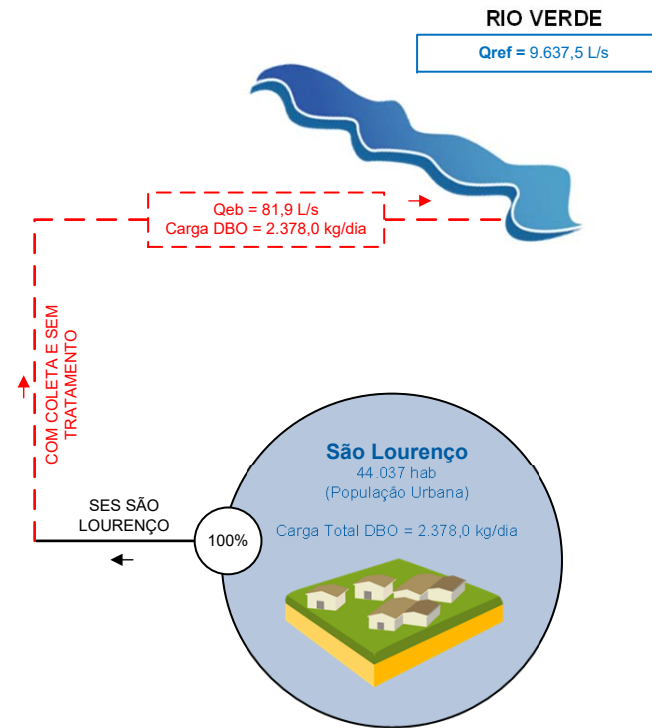 RIO VERDE
Qref = 9.637,5 L/s
Qeb = 81,9 L/s
Carga DBO = 2.378,0 kg/dia
COM COLETA E SEM
TRATAMENTO
São Lourenço
44.037 hab
(População Urbana)
SES SÃO
LOURENÇO
100%
Carga Total DBO = 2.378,0 kg/dia